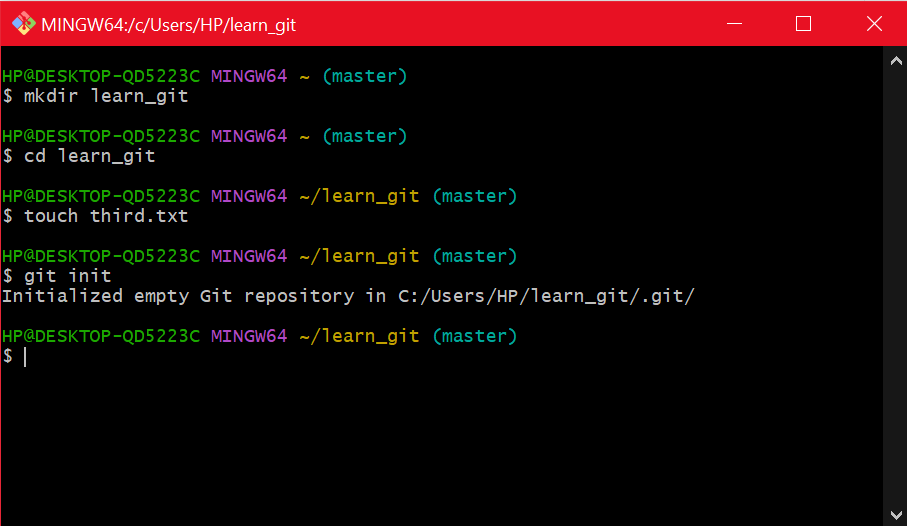 MINGW64:/c/Users/HP/learn_git
HP@DESKTOP-QD5223C MINGW64 ~ (master)
$ mkdir learn_git
HP@DESKTOP-QD5223C MINGW64 ~ (master)
$ cd learn_git
HP@DESKTOP-QD5223C MINGW64 ~/learn_git (master)
$ touch third.txt
HP@DESKTOP-QD5223C MINGW64 ~/learn_git (master)
$ git init
Initialized empty Git repository in C:/Users/HP/learn_git/.git/
HP@DESKTOP-QD5223C MINGW64 ~/learn_git (master)
$